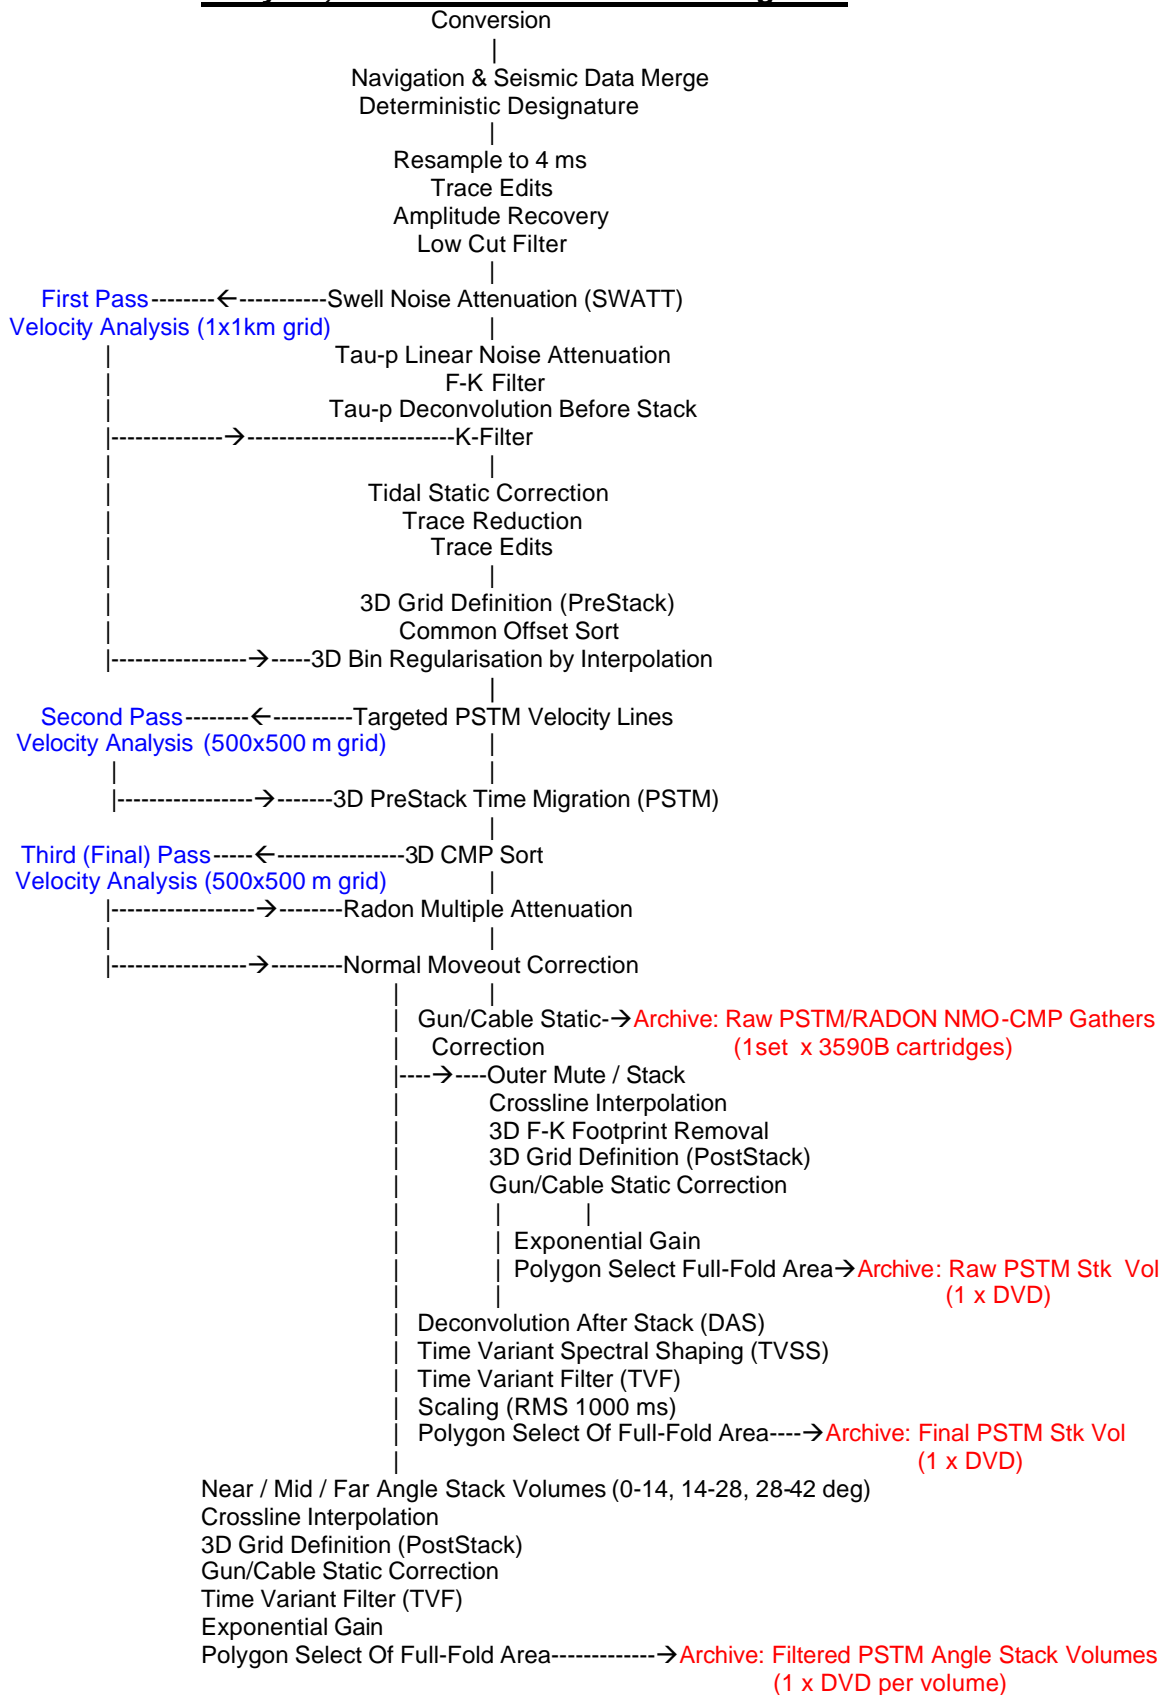 Conversion
|
Navigation & Seismic Data Merge
Deterministic Designature
|
Resample to 4 ms
Trace Edits
Amplitude Recovery
Low Cut Filter
|
First Pass--------←-----------Swell Noise Attenuation (SWATT)
Velocity Analysis (1x1km grid) |
| Tau-p Linear Noise Attenuation
| F-K Filter
| Tau-p Deconvolution Before Stack
|--------------→--------------------------K-Filter
| |
| Tidal Static Correction
| Trace Reduction
| Trace Edits
| |
| 3D Grid Definition (PreStack)
| Common Offset Sort
|-----------------→-----3D Bin Regularisation by Interpolation
|
Second Pass--------←----------Targeted PSTM Velocity Lines
Velocity Analysis (500x500 m grid) |
| |
|-----------------→-------3D PreStack Time Migration (PSTM)
|
Third (Final) Pass-----←----------------3D CMP Sort
Velocity Analysis (500x500 m grid) |
|------------------→--------Radon Multiple Attenuation
| |
|-----------------→---------Normal Moveout Correction
| |
| Gun/Cable Static-→Archive: Raw PSTM/RADON NMO-CMP Gathers
| Correction (1set x 3590B cartridges)
|----→----Outer Mute / Stack
| Crossline Interpolation
| 3D F-K Footprint Removal
| 3D Grid Definition (PostStack)
| Gun/Cable Static Correction
| | |
| | Exponential Gain
| | Polygon Select Full-Fold Area→Archive: Raw PSTM Stk Vol
| | (1 x DVD)
| Deconvolution After Stack (DAS)
| Time Variant Spectral Shaping (TVSS)
| Time Variant Filter (TVF)
| Scaling (RMS 1000 ms)
| Polygon Select Of Full-Fold Area----→Archive: Final PSTM Stk Vol
| (1 x DVD)
Near / Mid / Far Angle Stack Volumes (0-14, 14-28, 28-42 deg)
Crossline Interpolation
3D Grid Definition (PostStack)
Gun/Cable Static Correction
Time Variant Filter (TVF)
Exponential Gain
Polygon Select Of Full-Fold Area-------------→Archive: Filtered PSTM Angle Stack Volumes
(1 x DVD per volume)